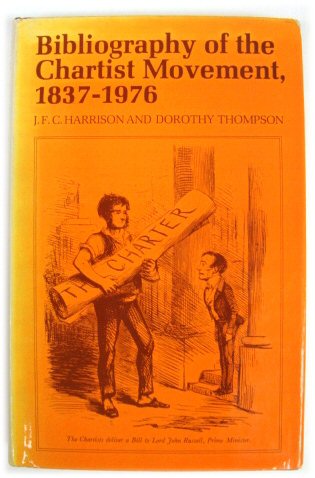 Bibliography of the
Chartist Movement,
1837-1976
J. F. C. HARRISON AND DOROTHY THOMPSON
THE CHARTER
The Chartists deliver a Bill to Lord John Russell, Prime Minister.